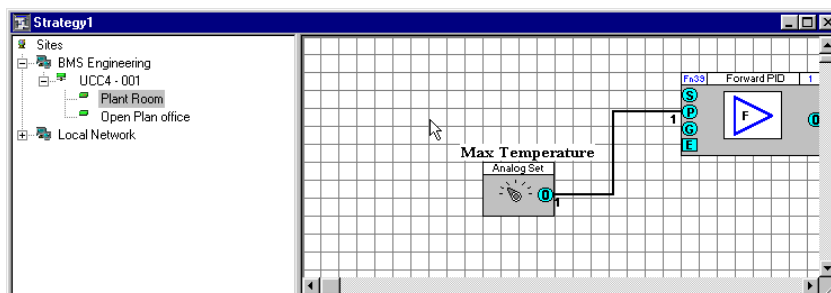 Strategy1
Sites
BMS Engineering
UCC4 - 001
Plant Room
Open Plan office
Local Network
Fn39 Forward PID 1
S
P
G
E
F
O
1
Max Temperature
Analog Set
O
1